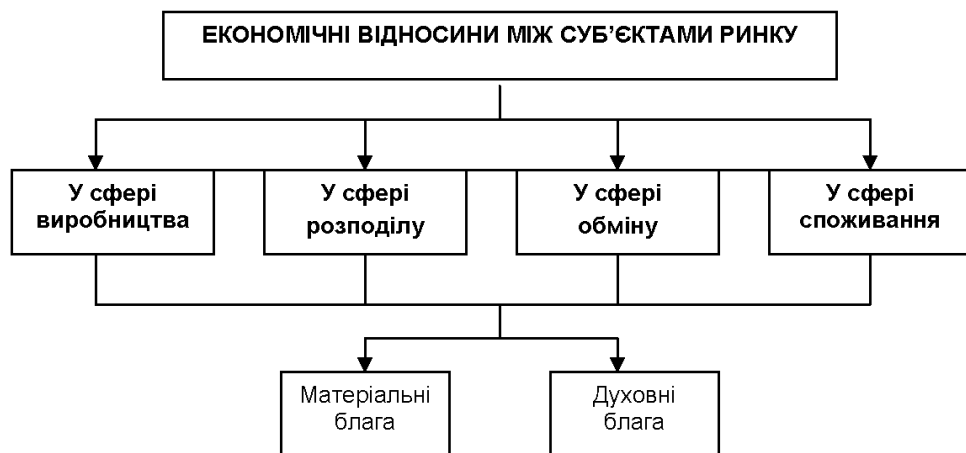 ЕКОНОМІЧНІ ВІДНОСИНИ МІЖ СУБ’ЄКТАМИ РИНКУ
У сфері
виробництва
У сфері
розподілу
У сфері
обміну
У сфері
споживання
Матеріальні
блага
Духовні
блага